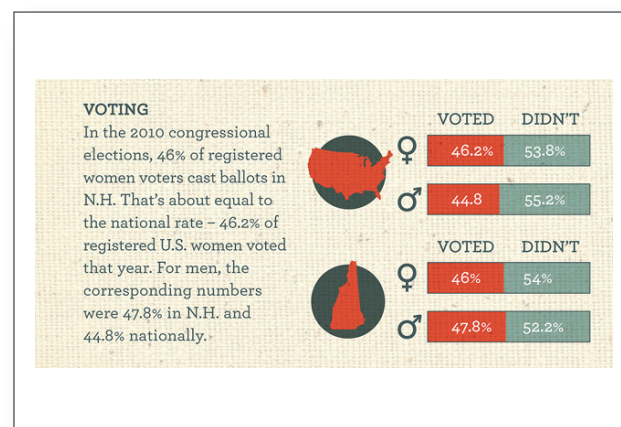 VOTING
In the 2010 congressional
elections, 46% of registered
women voters cast ballots in
N.H. That's about equal to
the national rate – 46.2% of
registered U.S. women voted
that year. For men, the
corresponding numbers
were 47.8% in N.H. and
44.8% nationally.
VOTED DIDN'T
46.2% 53.8%
44.8 55.2%
VOTED DIDN'T
46% 54%
47.8% 52.2%